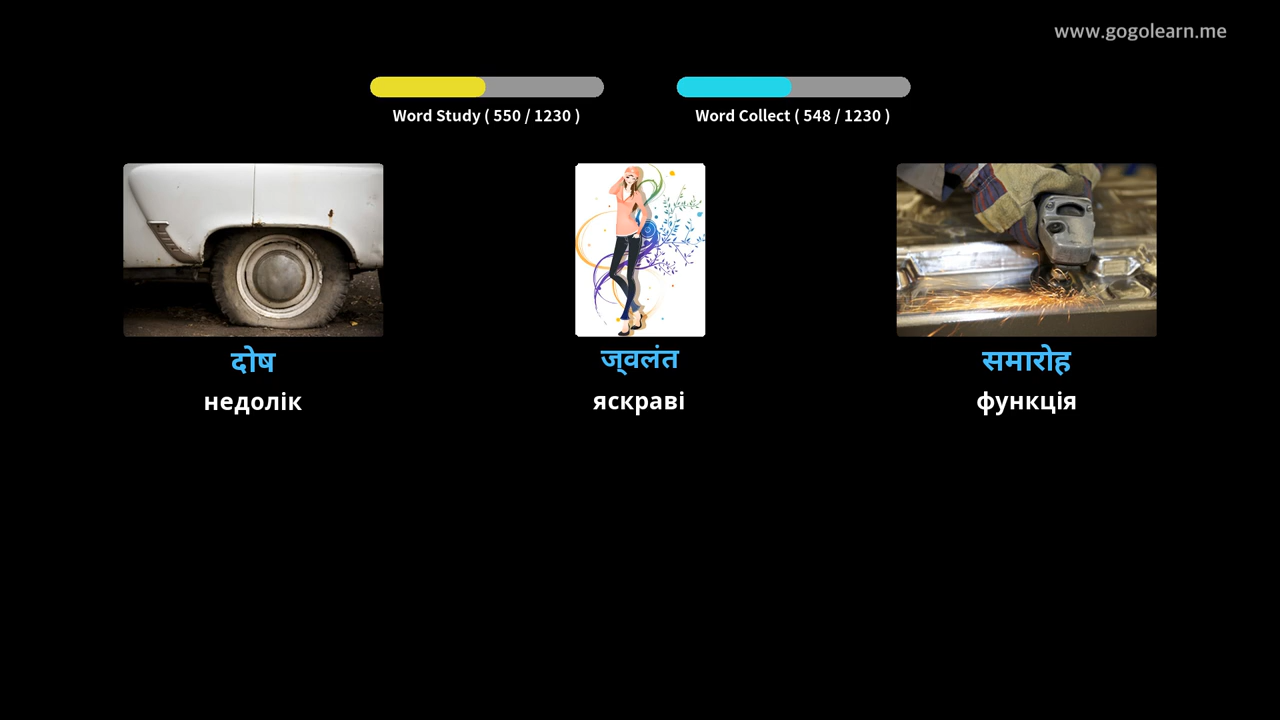 www.gogolearn.me
Word Study ( 550 / 1230 )
Word Collect ( 548 / 1230 )
दोष
ज्वलंत
समारोह
недолік
яскраві
функція